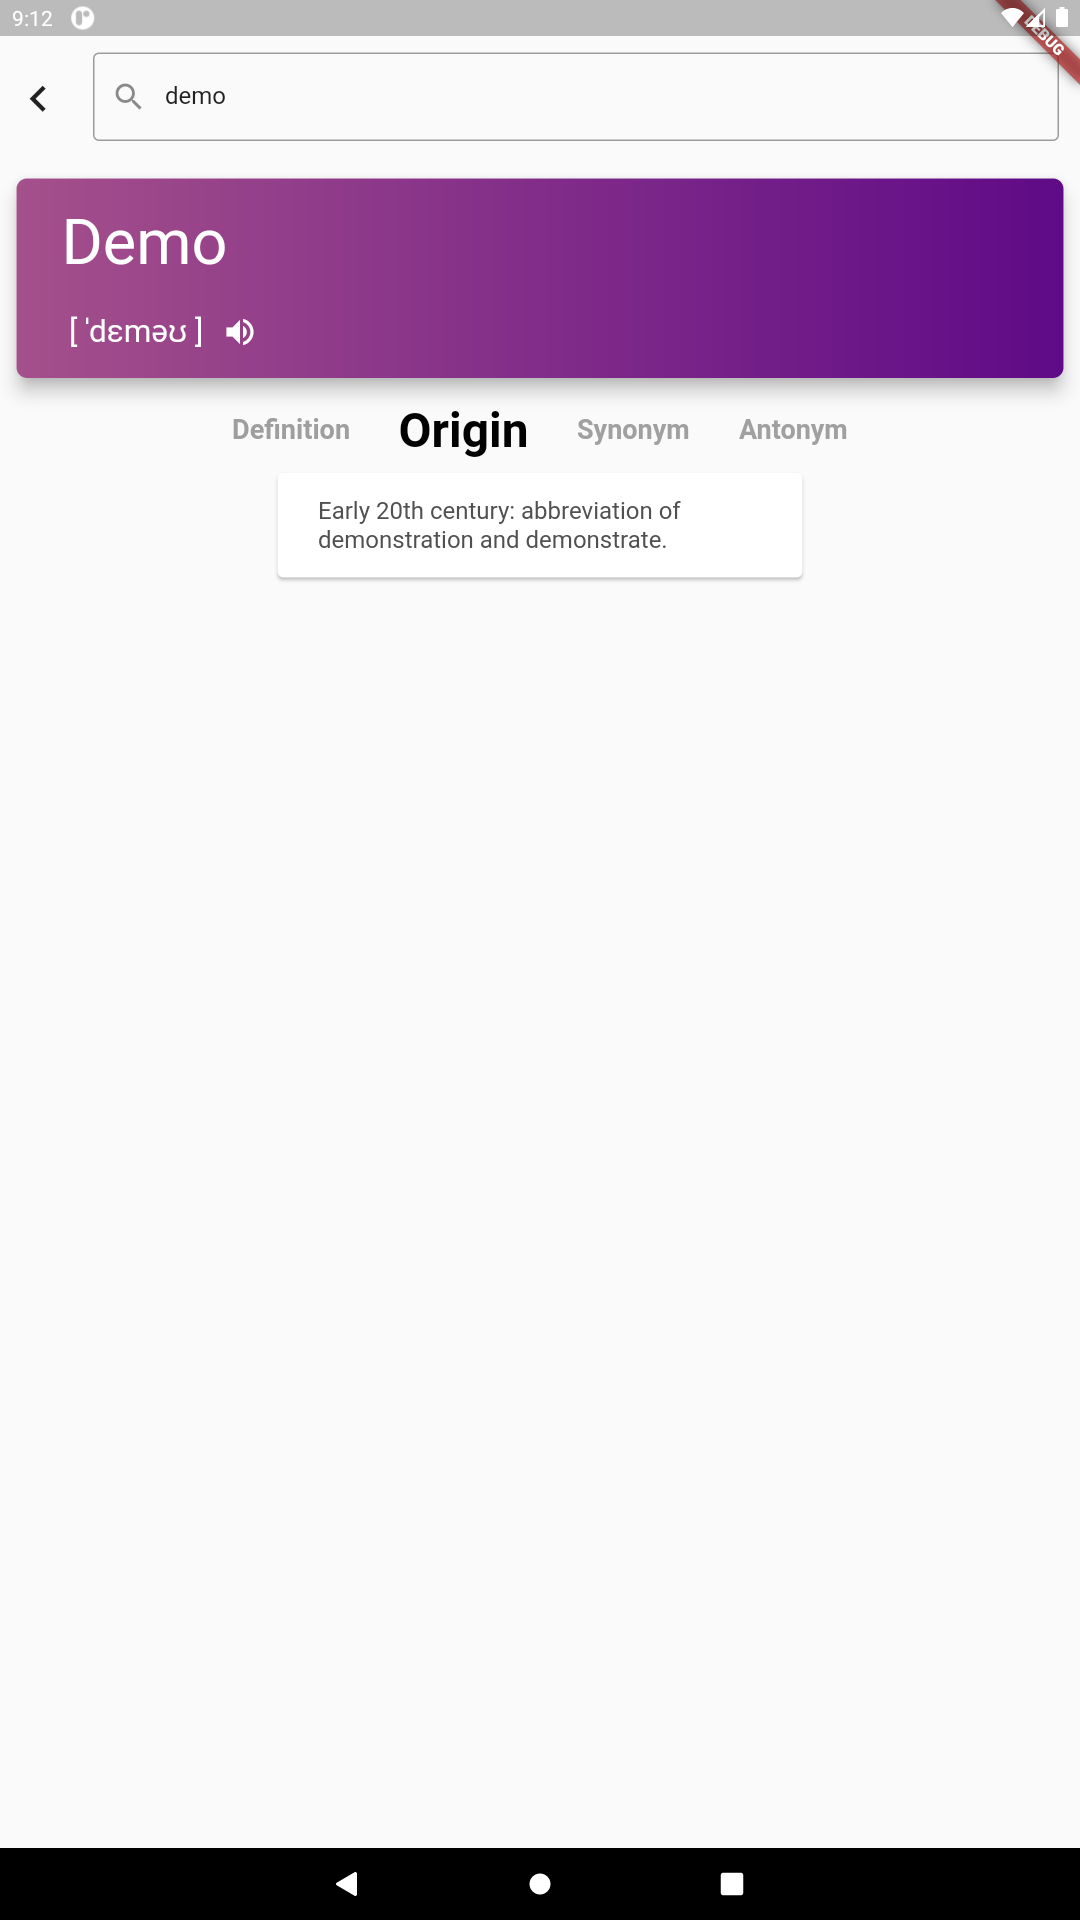 9:12
DEBUG
demo
Demo
[ ˈdɛməʊ ]
Definition Origin Synonym Antonym
Early 20th century: abbreviation of
demonstration and demonstrate.